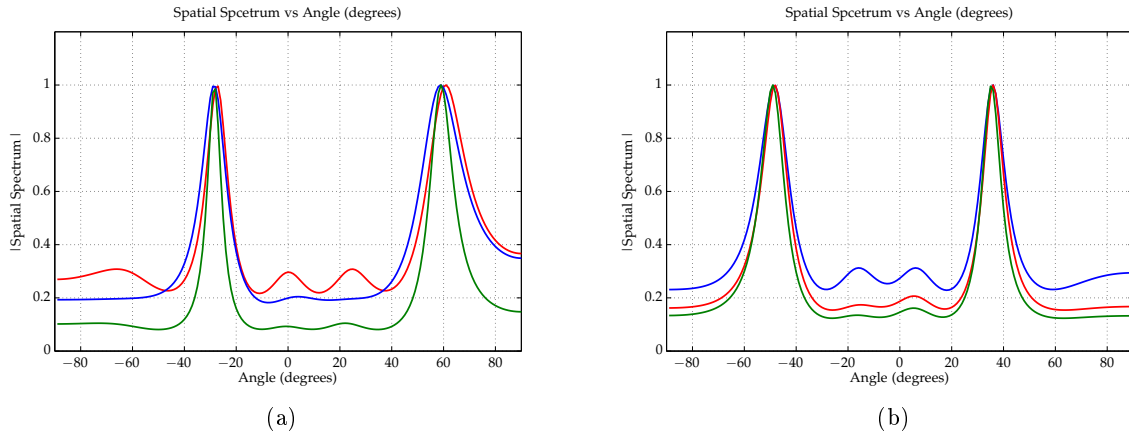 Spatial Spcetrum vs Angle (degrees)
|Spatial Spectrum |
1
0.8
0.6
0.4
0.2
0
−80 −60 −40 −20 0 20 40 60 80
Angle (degrees)
(a)
Spatial Spcetrum vs Angle (degrees)
|Spatial Spectrum |
1
0.8
0.6
0.4
0.2
0
−80 −60 −40 −20 0 20 40 60 80
Angle (degrees)
(b)